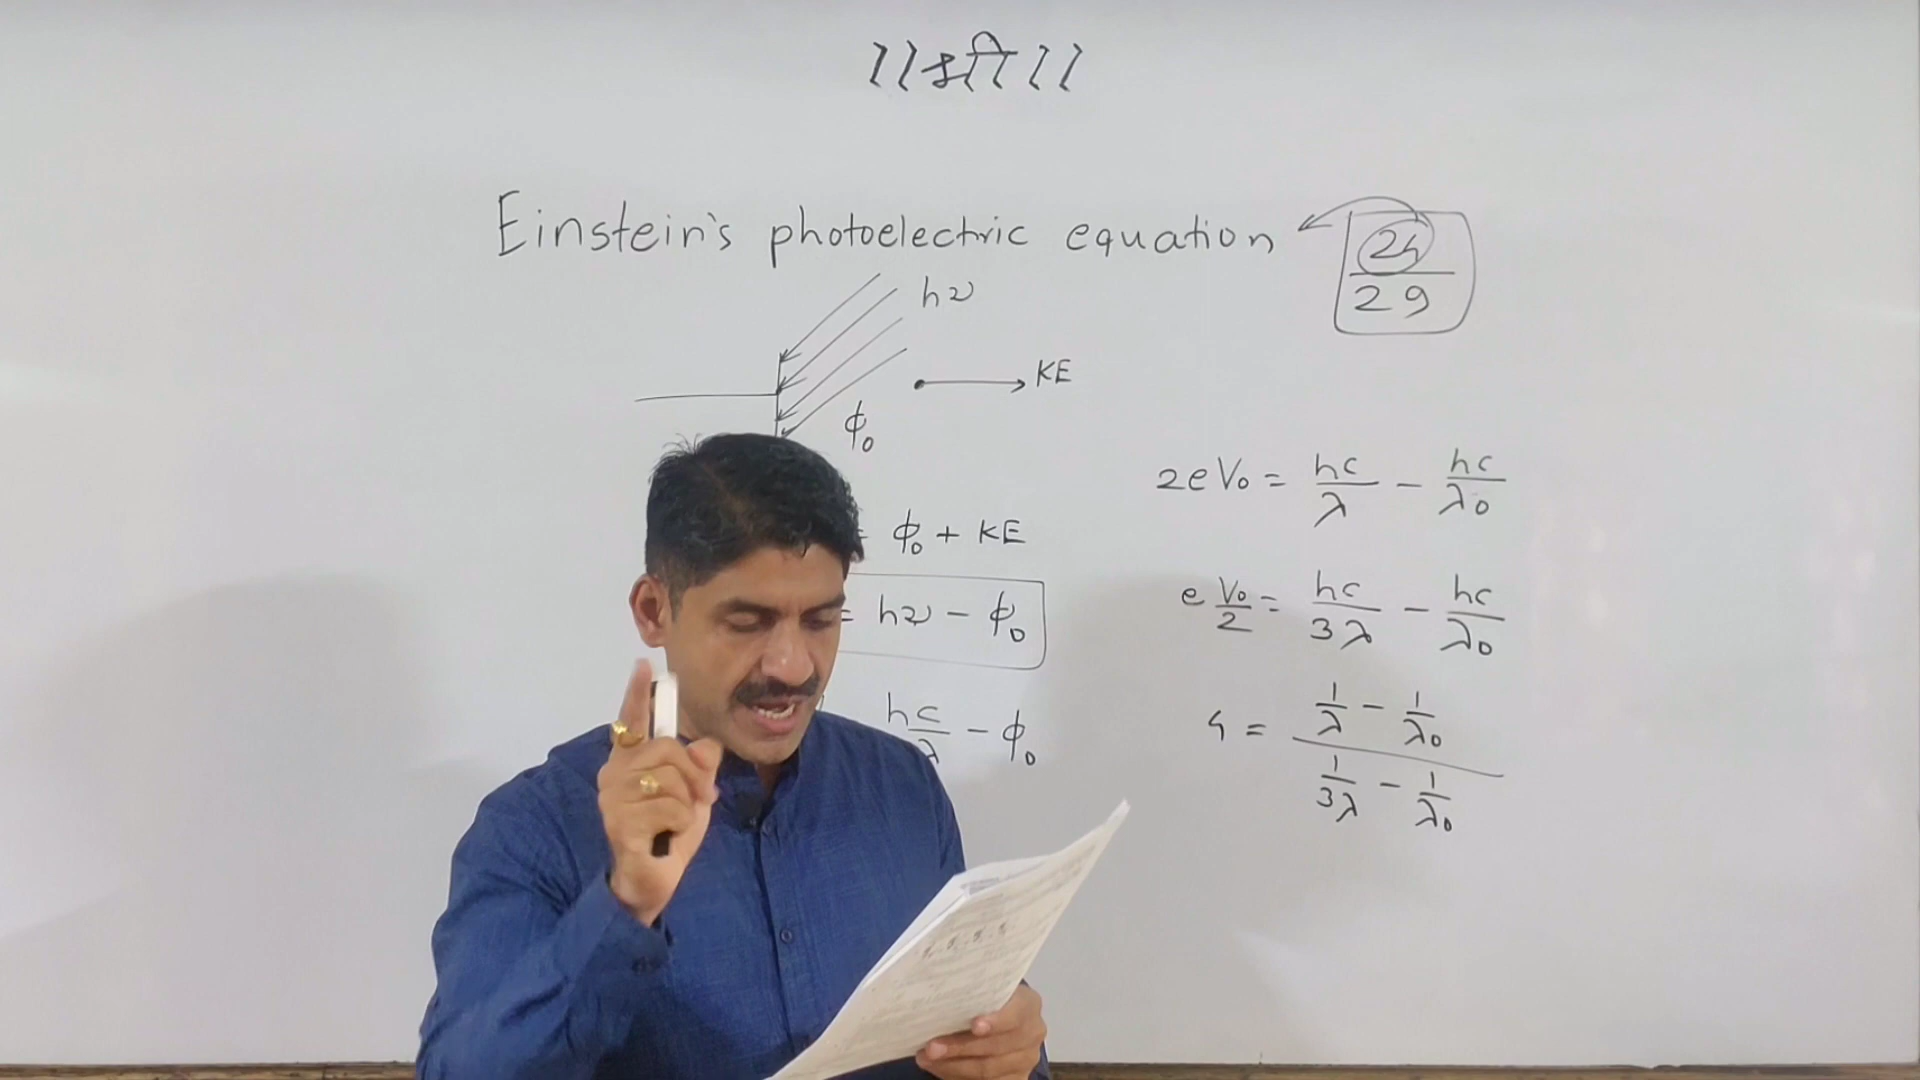 ।।श्री।।
Einstein's photoelectric equation
24
29
hν
KE
ϕ₀
= ϕ₀ + KE
= hν − ϕ₀
hc/λ − ϕ₀
2eV₀ = hc/λ − hc/λ₀
e V₀/2 = hc/3λ − hc/λ₀
4 = (1/λ − 1/λ₀)/(1/3λ − 1/λ₀)